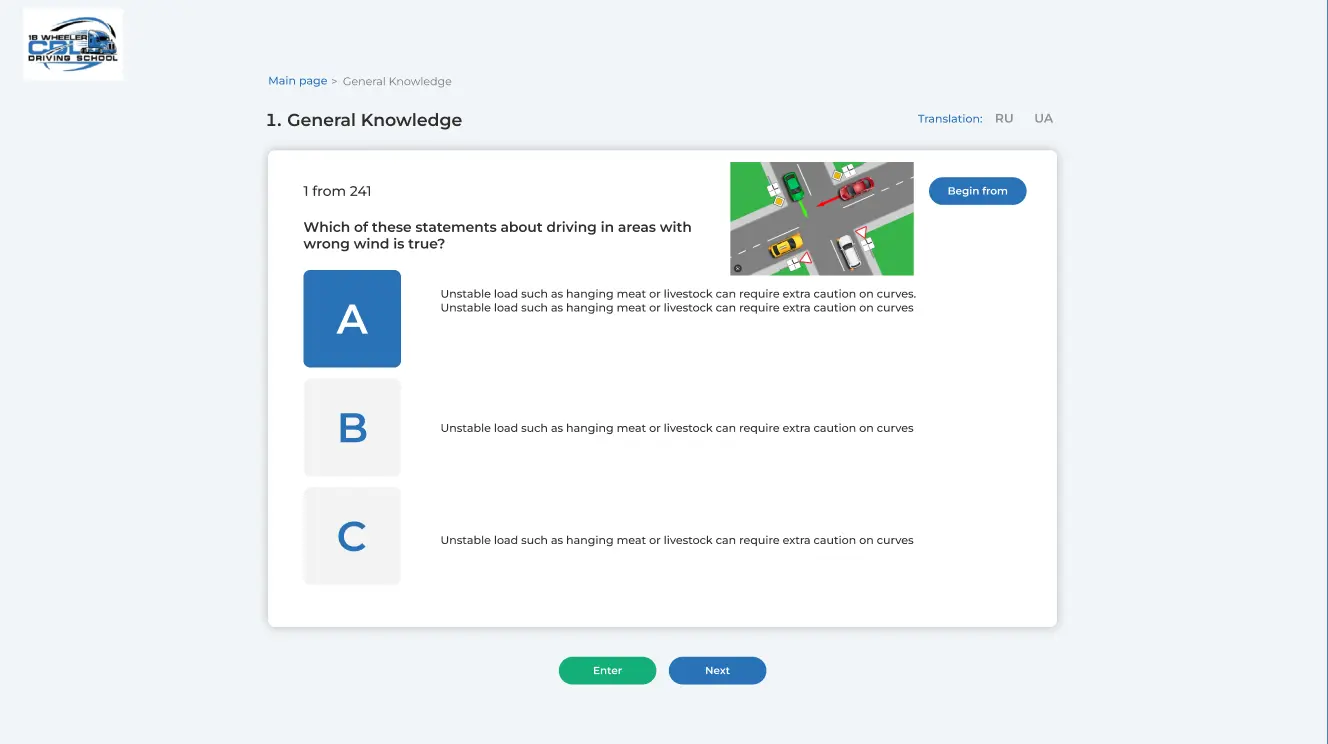 18 WHEELER
CDL
DRIVING SCHOOL
Main page > General Knowledge
1. General Knowledge
Translation: RU UA
1 from 241
Begin from
Which of these statements about driving in areas with
wrong wind is true?
A
Unstable load such as hanging meat or livestock can require extra caution on curves.
Unstable load such as hanging meat or livestock can require extra caution on curves
B
Unstable load such as hanging meat or livestock can require extra caution on curves
C
Unstable load such as hanging meat or livestock can require extra caution on curves
Enter Next